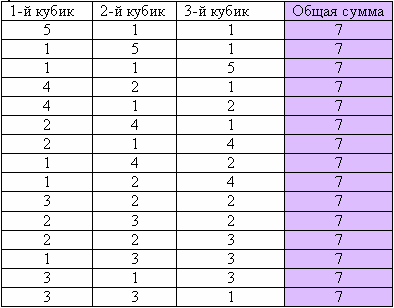 1-й кубик 2-й кубик 3-й кубик Общая сумма
5 1 1 7
1 5 1 7
1 1 5 7
4 2 1 7
4 1 2 7
2 4 1 7
2 1 4 7
1 4 2 7
1 2 4 7
3 2 2 7
2 3 2 7
2 2 3 7
1 3 3 7
3 1 3 7
3 3 1 7